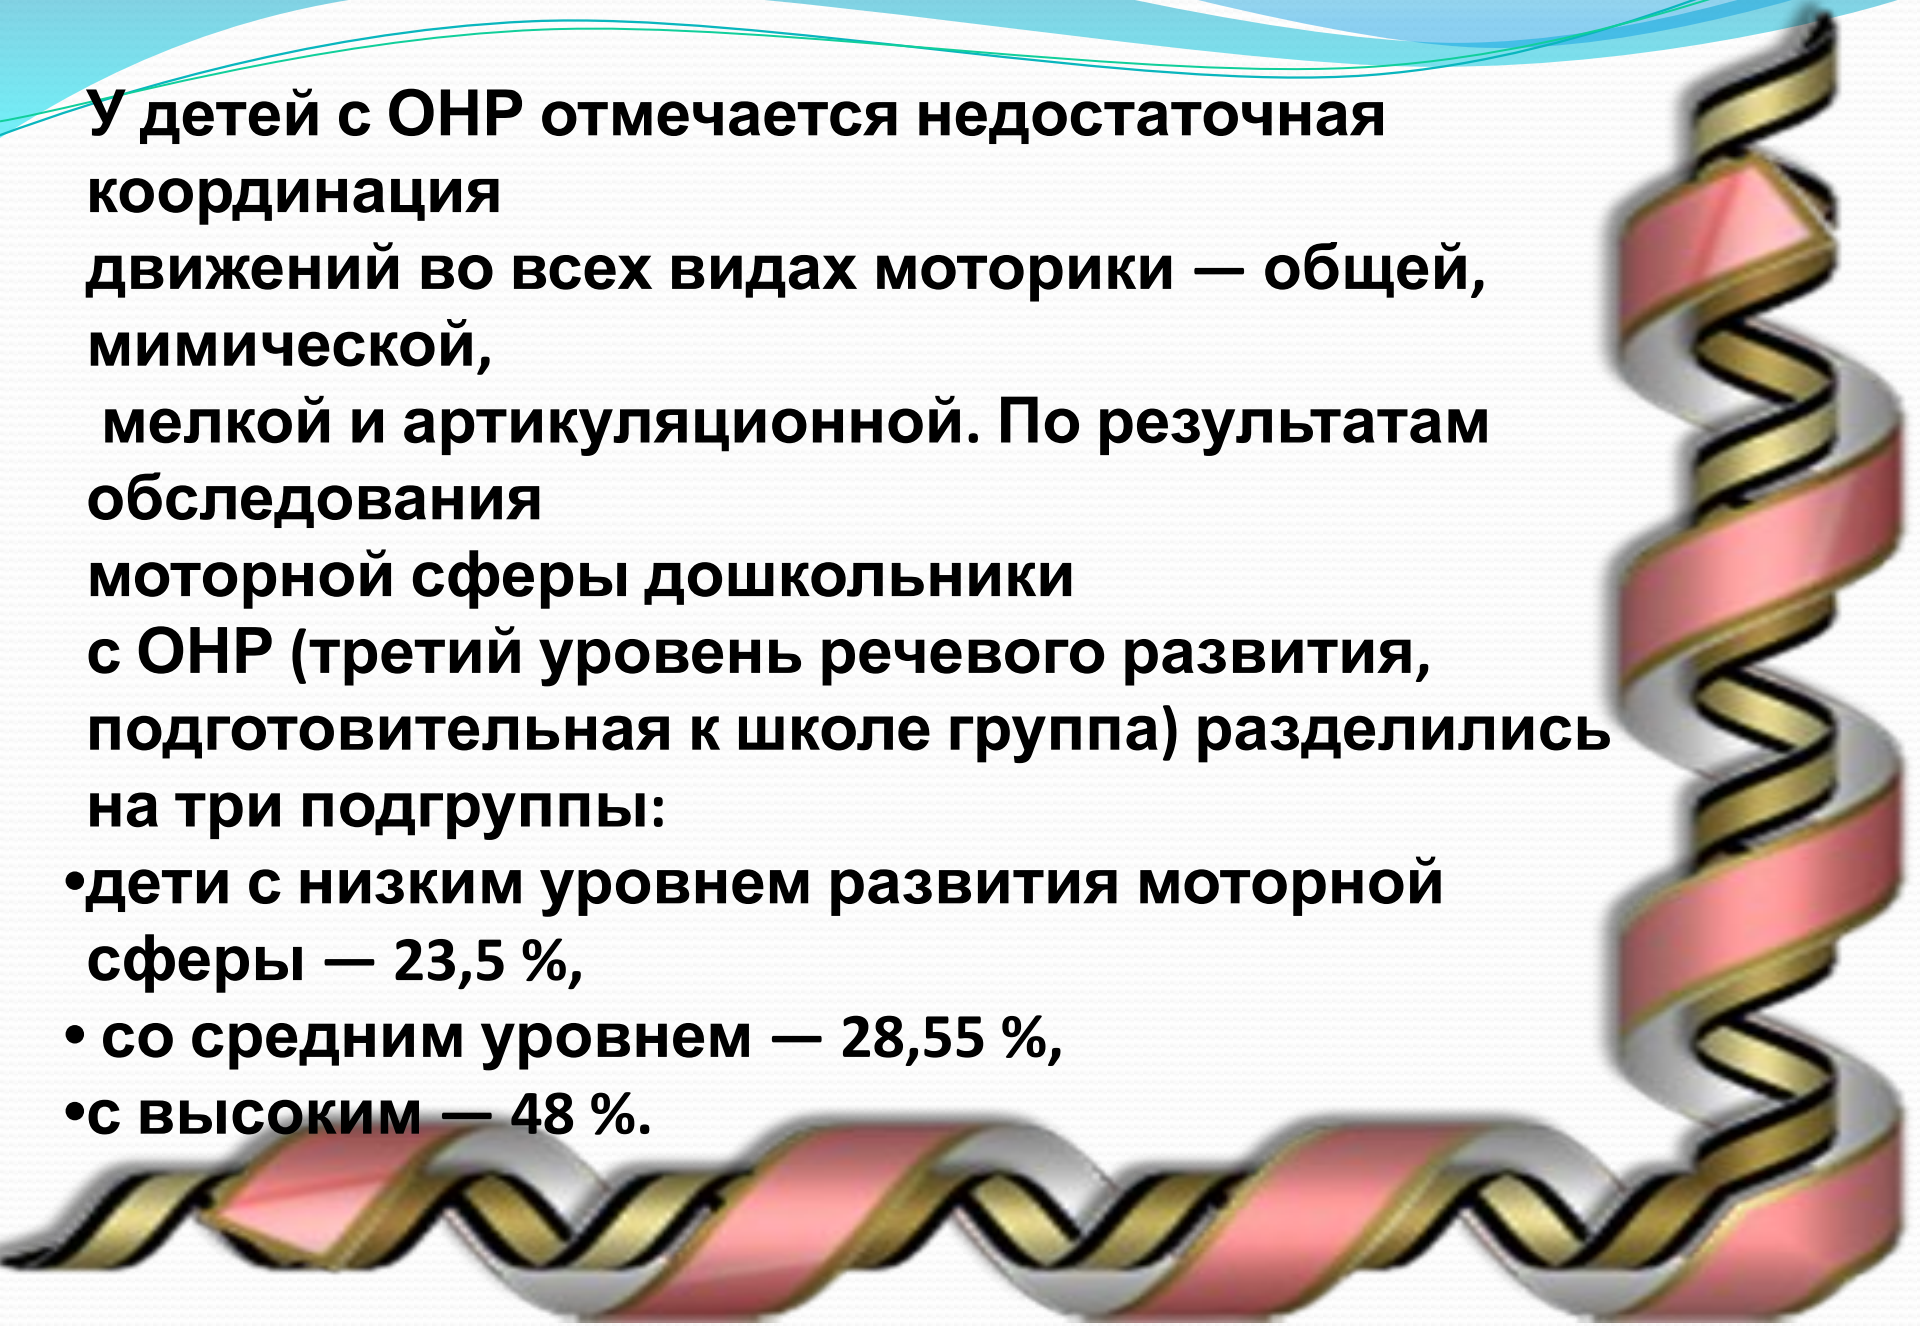 У детей с ОНР отмечается недостаточная
координация
движений во всех видах моторики — общей,
мимической,
мелкой и артикуляционной. По результатам
обследования
моторной сферы дошкольники
с ОНР (третий уровень речевого развития,
подготовительная к школе группа) разделились
на три подгруппы:
•дети с низким уровнем развития моторной
сферы — 23,5 %,
• со средним уровнем — 28,55 %,
•с высоким — 48 %.